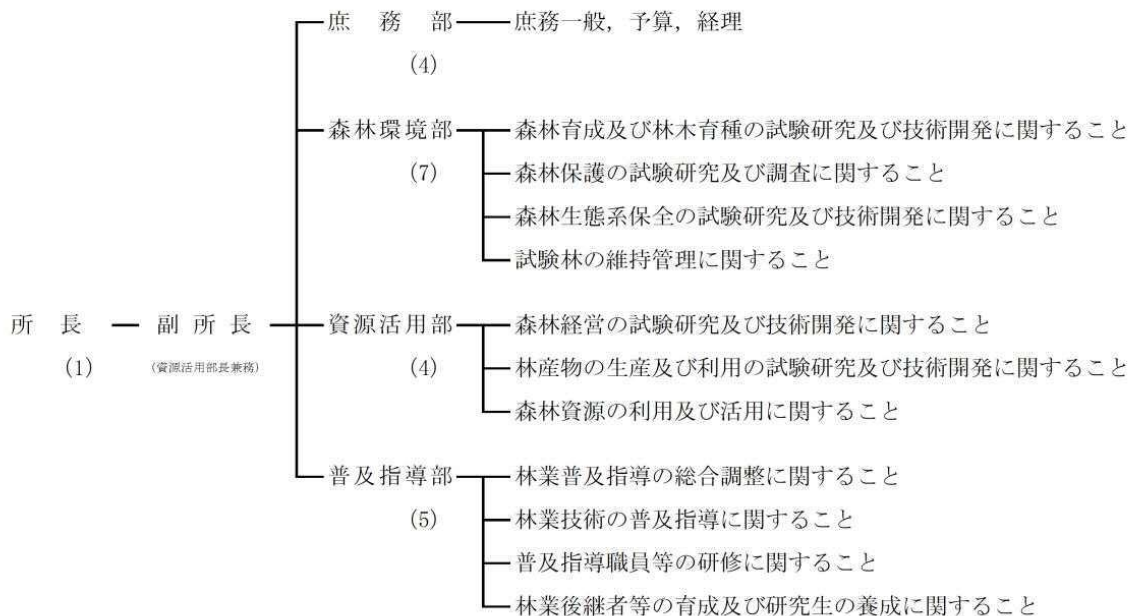 庶務部 庶務一般，予算，経理
(4)
森林環境部 森林育成及び林木育種の試験研究及び技術開発に関すること
(7) 森林保護の試験研究及び調査に関すること
森林生態系保全の試験研究及び技術開発に関すること
試験林の維持管理に関すること
所長 副所長 資源活用部 森林経営の試験研究及び技術開発に関すること
(1) (資源活用部長兼務) (4) 林産物の生産及び利用の試験研究及び技術開発に関すること
森林資源の利用及び活用に関すること
普及指導部 林業普及指導の総合調整に関すること
(5) 林業技術の普及指導に関すること
普及指導職員等の研修に関すること
林業後継者等の育成及び研究生の養成に関すること